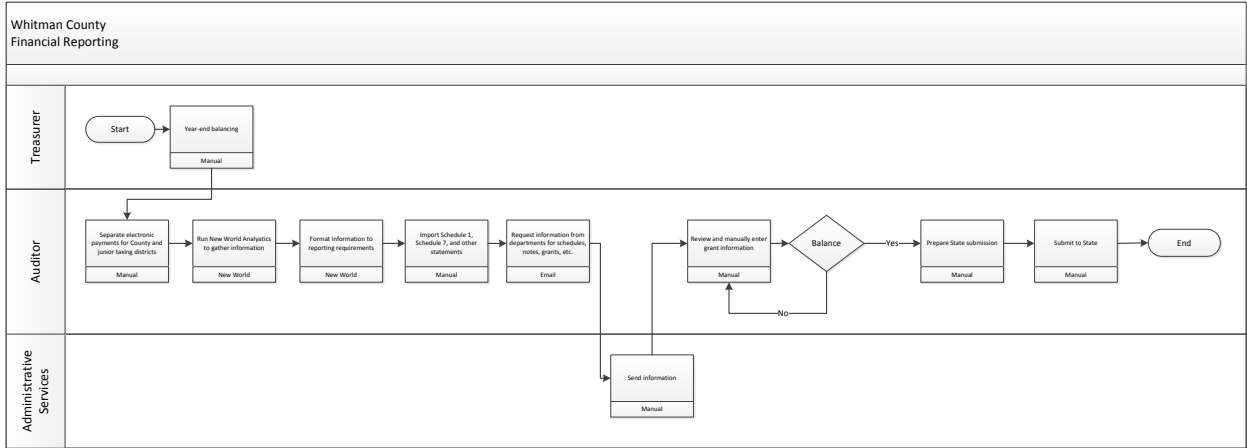 Whitman County
Financial Reporting
Treasurer
Start
Year-end balancing
Manual
Auditor
Separate electronic
payments for County and
junior taxing districts
Manual
Run New World Analyatics
to gather information
New World
Format information to
reporting requirements
New World
Import Schedule 1,
Schedule 7, and other
statements
Manual
Request information from
departments for schedules,
notes, grants, etc.
Email
Review and manually enter
grant information
Manual
Balance
Yes
No
Prepare State submission
Manual
Submit to State
Manual
End
Administrative
Services
Send information
Manual